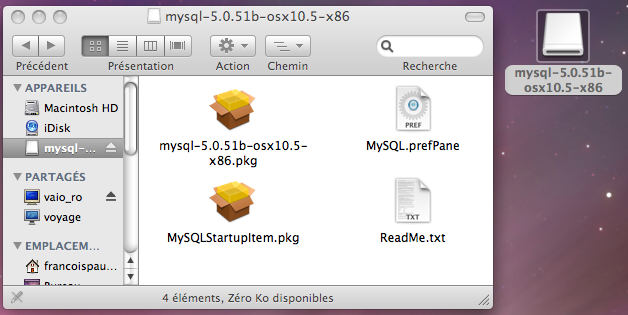 mysql-5.0.51b-osx10.5-x86
Précédent
Présentation
Action
Chemin
Recherche
APPAREILS
Macintosh HD
iDisk
mysql-...
PARTAGÉS
vaio_ro
voyage
EMPLACEM...
francoispau...
Bureau
mysql-5.0.51b-osx10.5-
x86.pkg
PREF
MySQL.prefPane
MySQLStartupItem.pkg
TXT
ReadMe.txt
4 éléments, Zéro Ko disponibles
mysql-5.0.51b-
osx10.5-x86